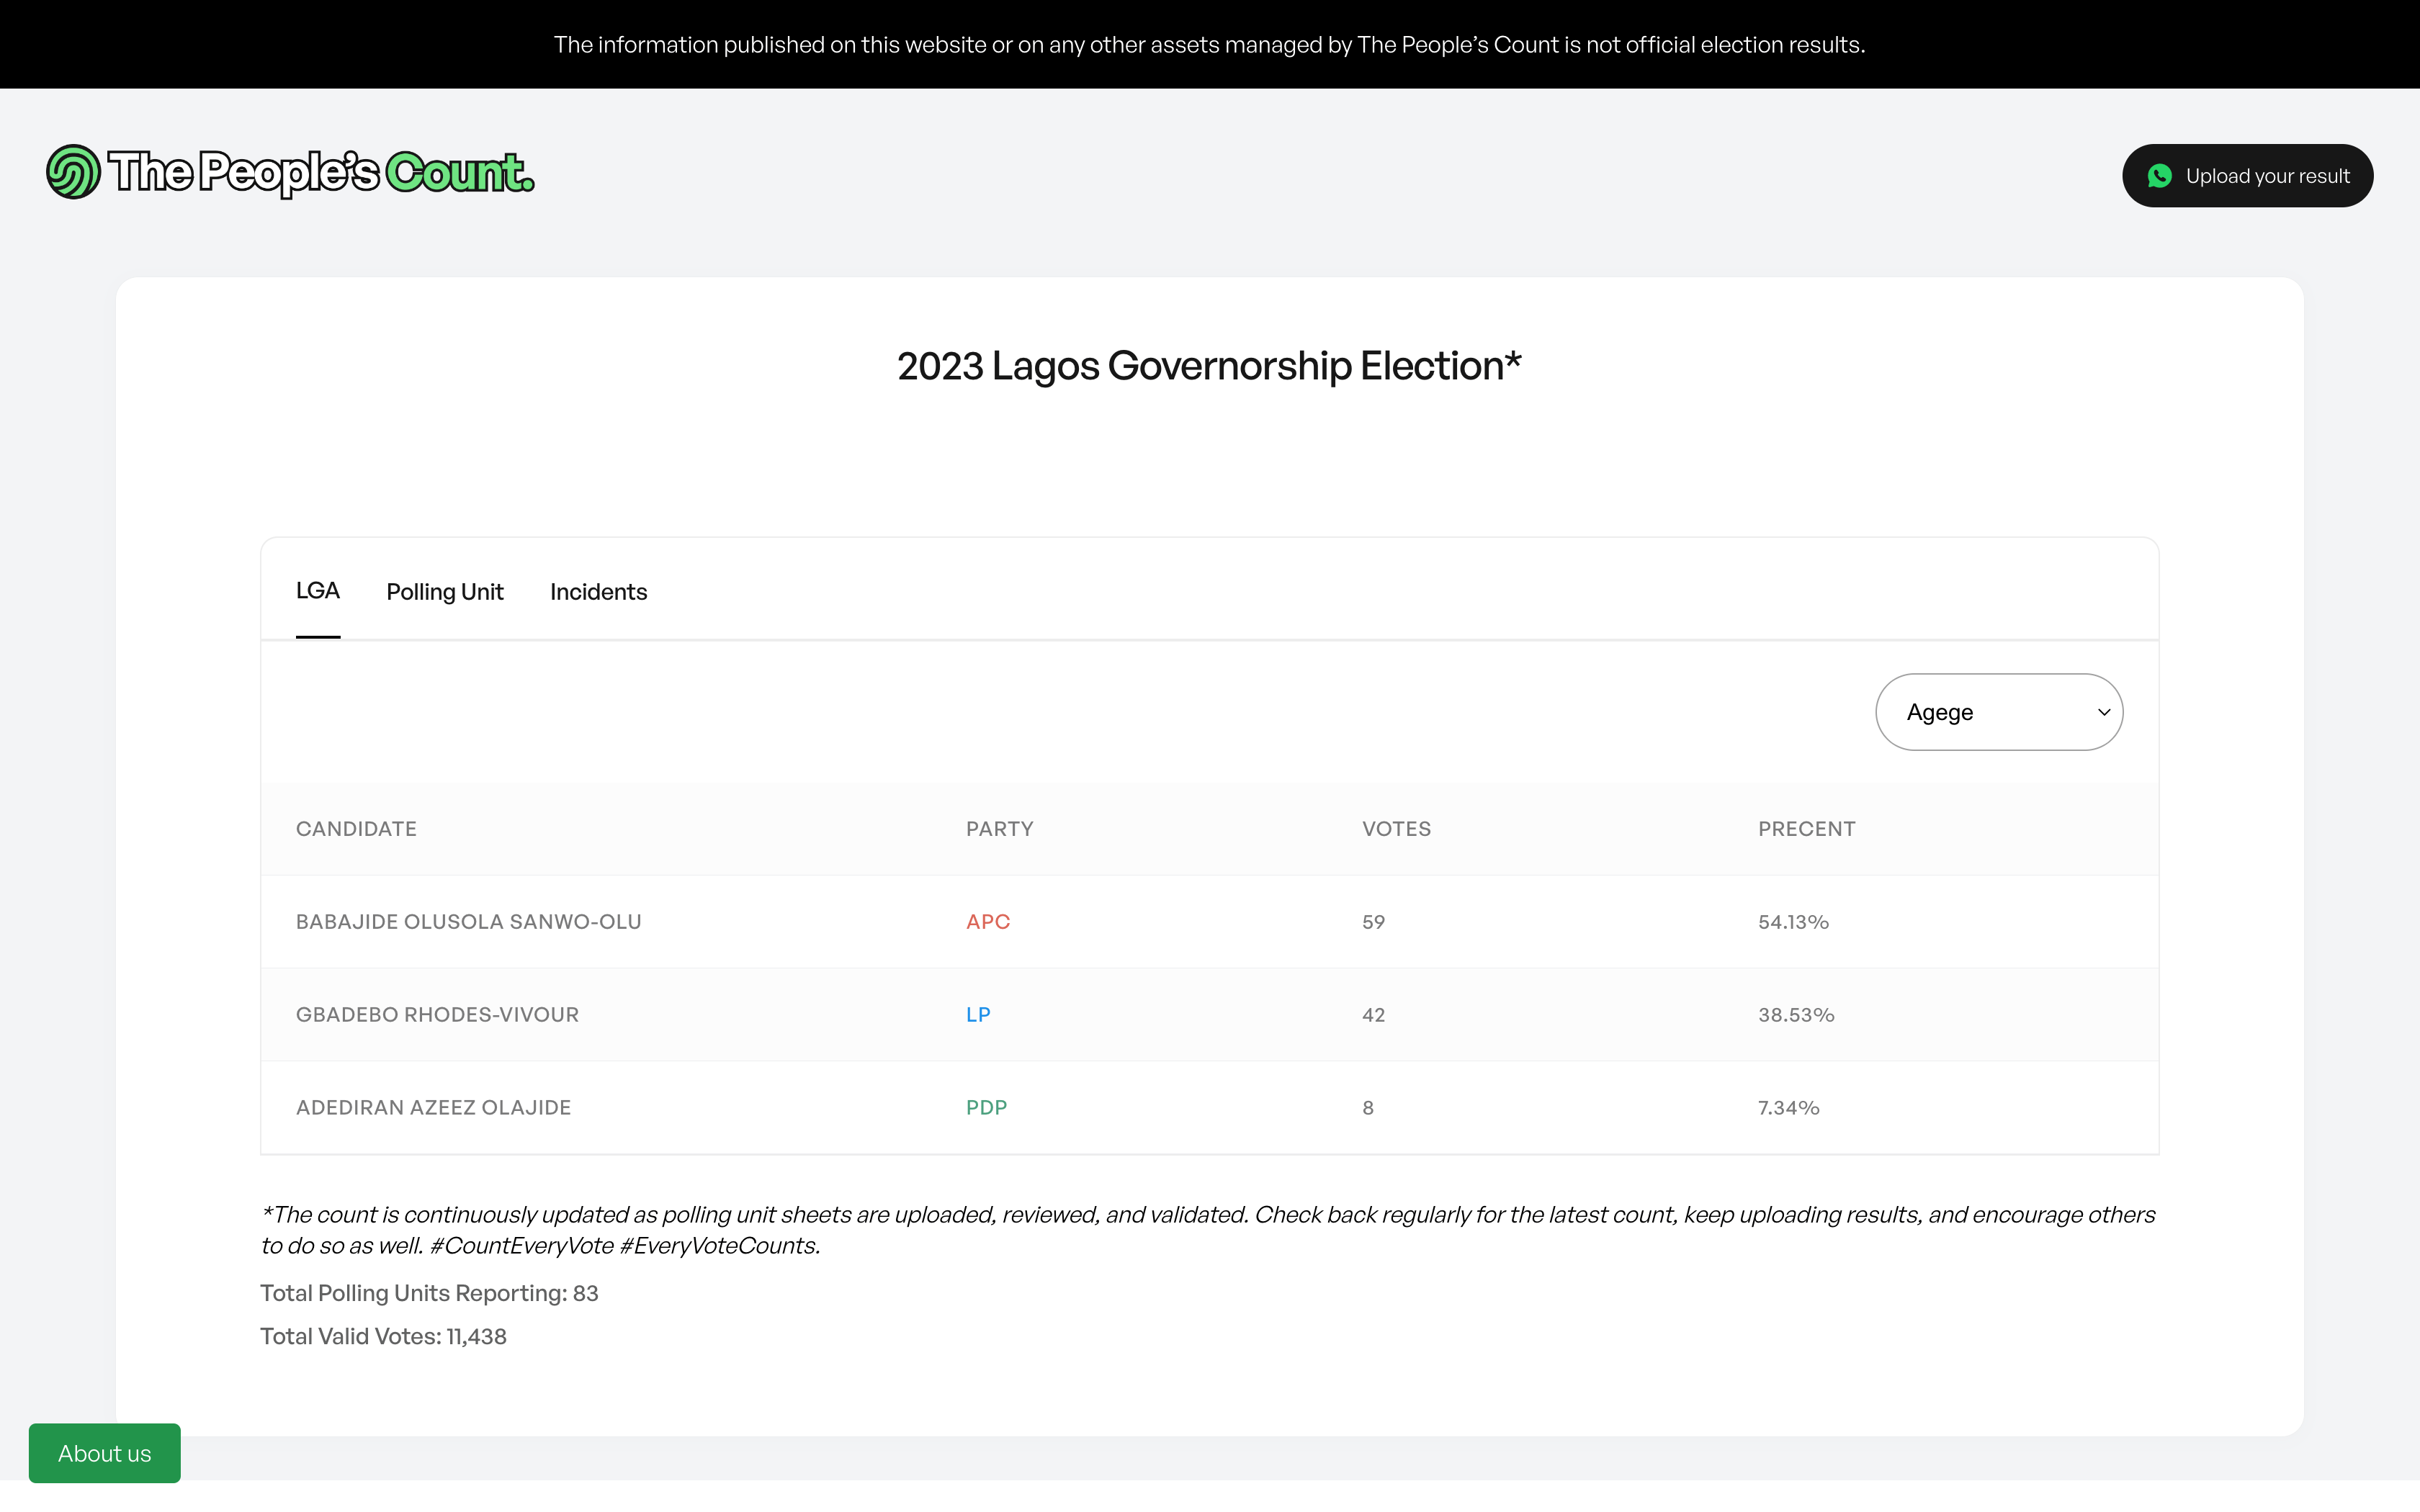 The information published on this website or on any other assets managed by The People's Count is not official election results.
The People's Count.
Upload your result
2023 Lagos Governorship Election*
LGA Polling Unit Incidents
Agege
CANDIDATE PARTY VOTES PRECENT
BABAJIDE OLUSOLA SANWO-OLU APC 59 54.13%
GBADEBO RHODES-VIVOUR LP 42 38.53%
ADEDIRAN AZEEZ OLAJIDE PDP 8 7.34%
*The count is continuously updated as polling unit sheets are uploaded, reviewed, and validated. Check back regularly for the latest count, keep uploading results, and encourage others
to do so as well. #CountEveryVote #EveryVoteCounts.
Total Polling Units Reporting: 83
Total Valid Votes: 11,438
About us